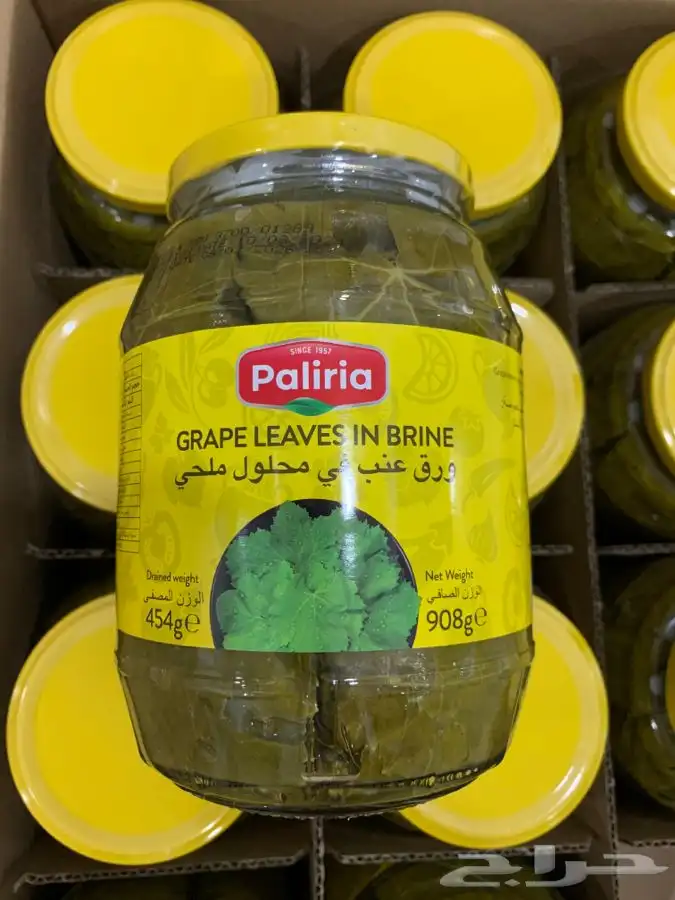 SINCE 1957
Paliria
GRAPE LEAVES IN BRINE
ورق عنب في محلول ملحي
Drained weight
الوزن المصفى
454g℮
Net Weight
الوزن الصافي
908g℮
حراج